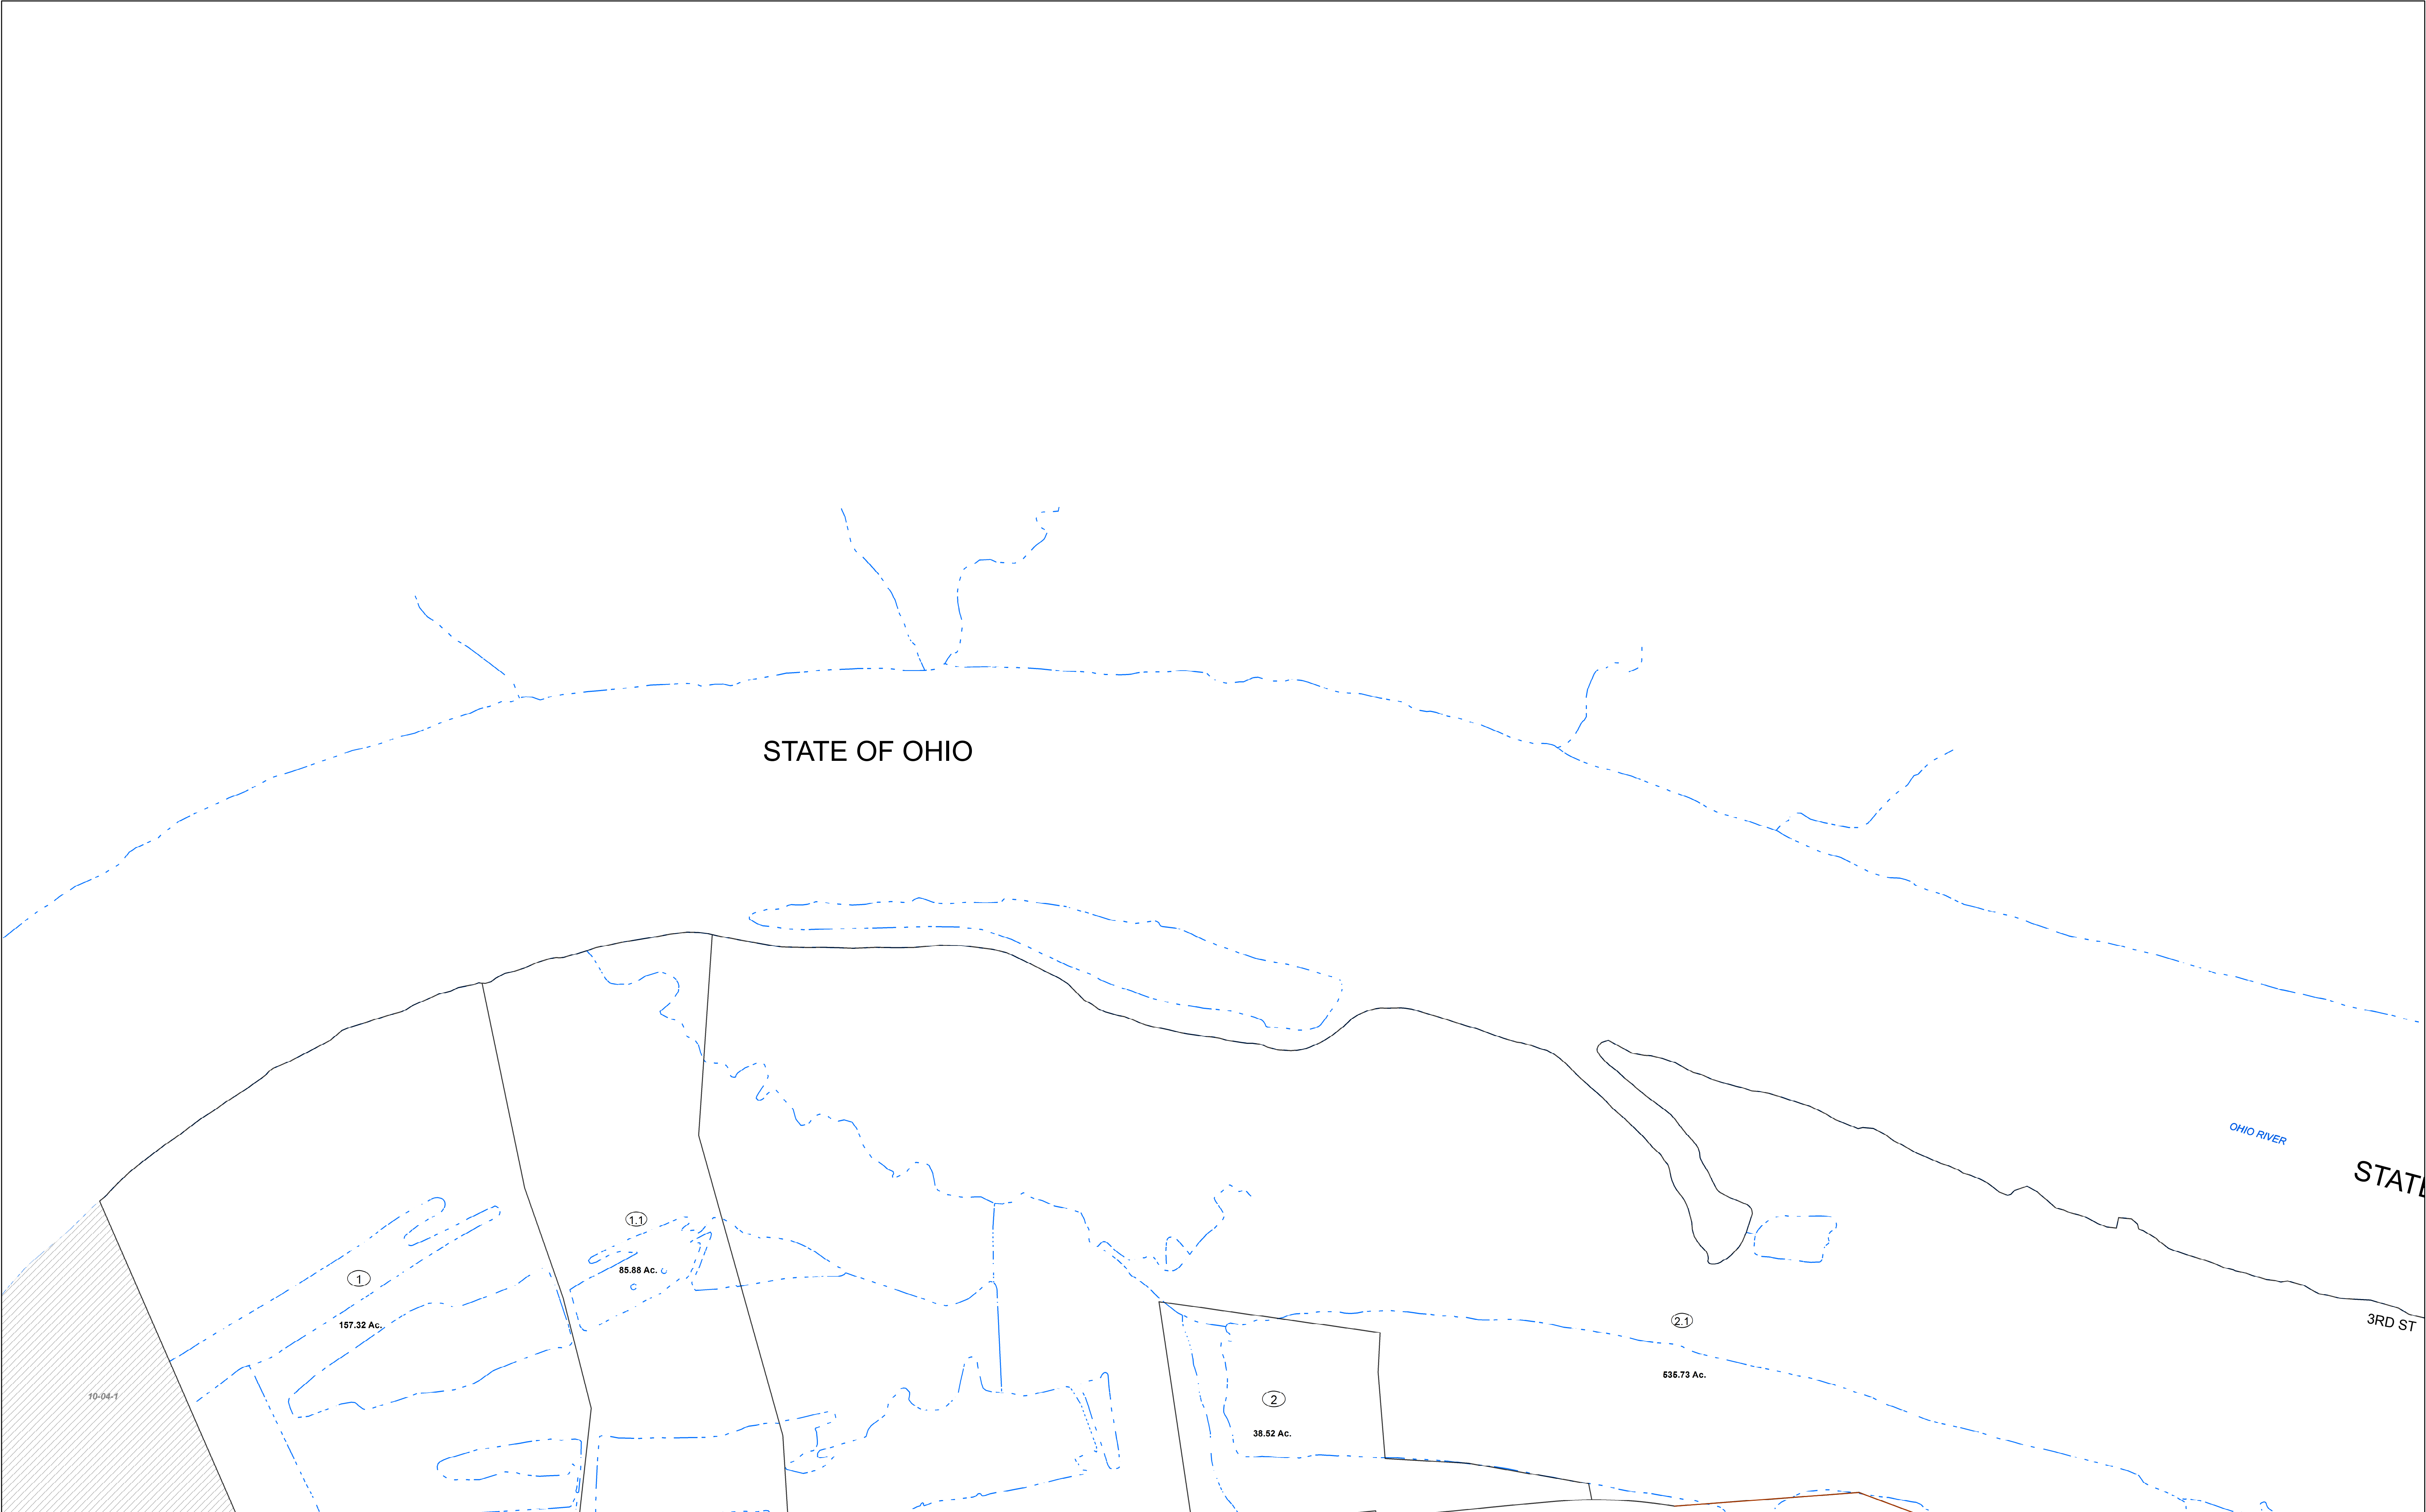 STATE OF OHIO
OHIO RIVER
STATE
1.1
85.88 Ac.
1
157.32 Ac.
2.1
3RD ST
535.73 Ac.
10-04-1
2
38.52 Ac.